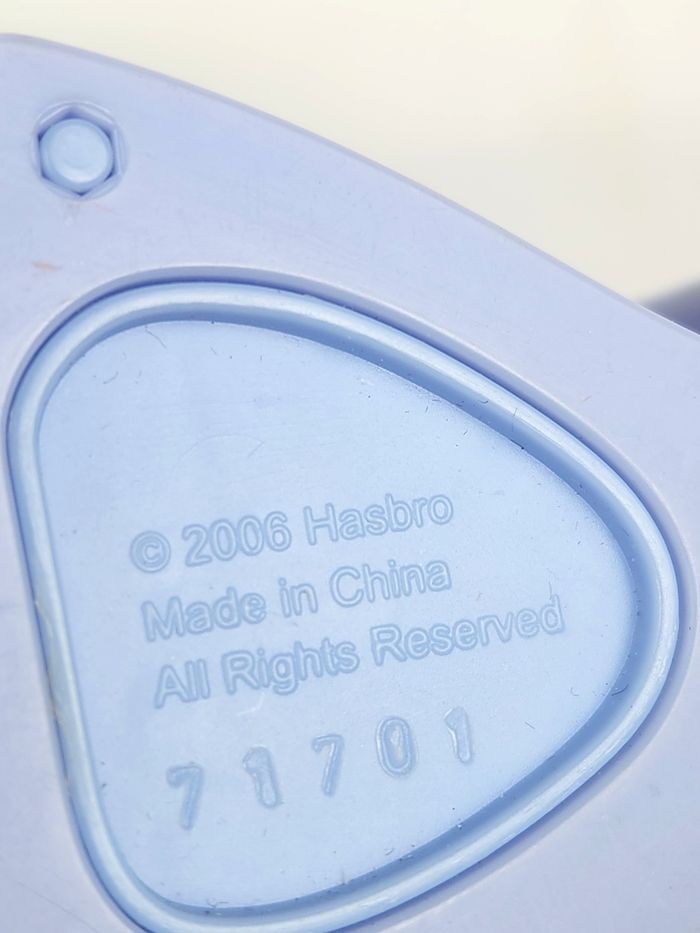 © 2006 Hasbro
Made in China
All Rights Reserved
71701